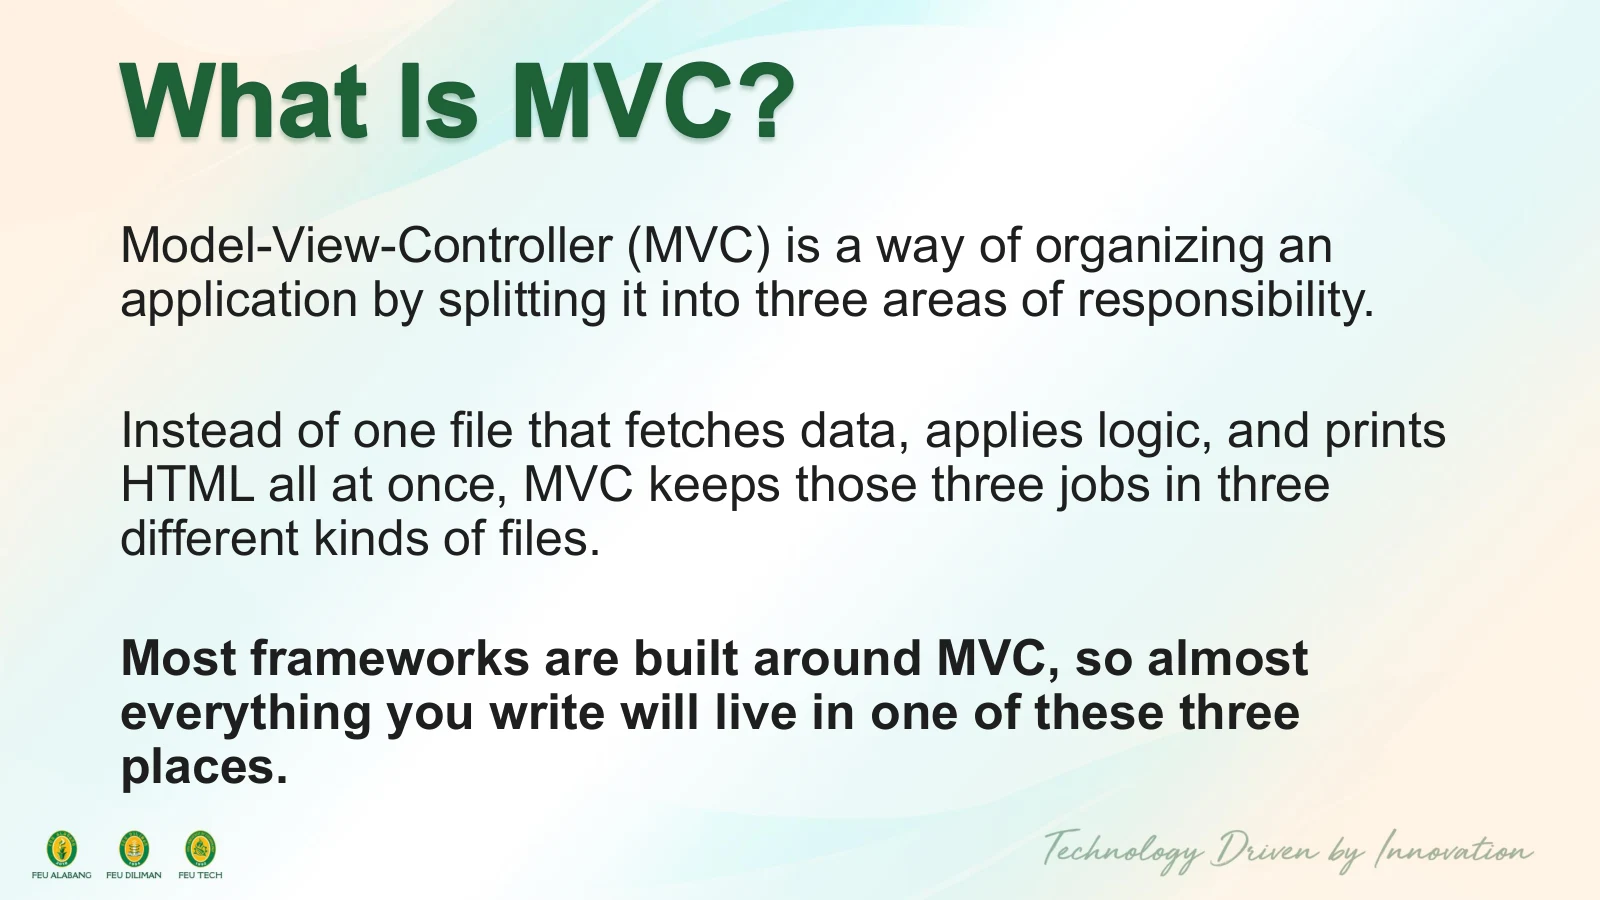 What Is MVC?
Model-View-Controller (MVC) is a way of organizing an
application by splitting it into three areas of responsibility.
Instead of one file that fetches data, applies logic, and prints
HTML all at once, MVC keeps those three jobs in three
different kinds of files.
Most frameworks are built around MVC, so almost
everything you write will live in one of these three
places.
FEU ALABANG
FEU DILIMAN
FEU TECH
Technology Driven by Innovation